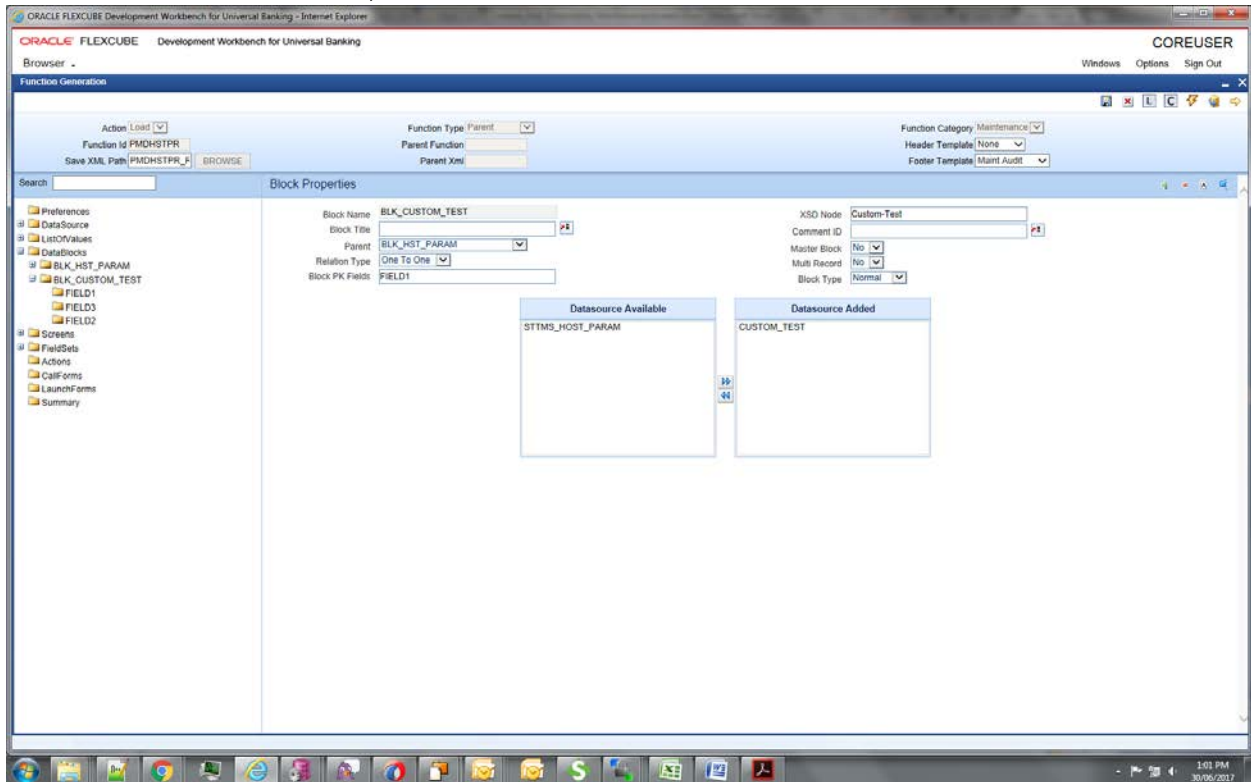 ORACLE FLEXCUBE Development Workbench for Universal Banking - Internet Explorer
ORACLE FLEXCUBE Development Workbench for Universal Banking COREUSER
Browser Windows Options Sign Out
Function Generation
L C
Action Load Function Type Parent Function Category Maintenance
Function Id PMDHSTPR Parent Function Header Template None
Save XML Path PMDHSTPR_F BROWSE Parent Xml Footer Template Maint Audit
Search Block Properties
Preferences
DataSource
ListOfValues
DataBlocks
BLK_HST_PARAM
BLK_CUSTOM_TEST
FIELD1
FIELD3
FIELD2
Screens
FieldSets
Actions
CallForms
LaunchForms
Summary
Block Name BLK_CUSTOM_TEST XSD Node Custom-Test
Block Title Comment ID
Parent BLK_HST_PARAM Master Block No
Relation Type One To One Multi Record No
Block PK Fields FIELD1 Block Type Normal
Datasource Available Datasource Added
STTMS_HOST_PARAM CUSTOM_TEST
1:01 PM
30/06/2017